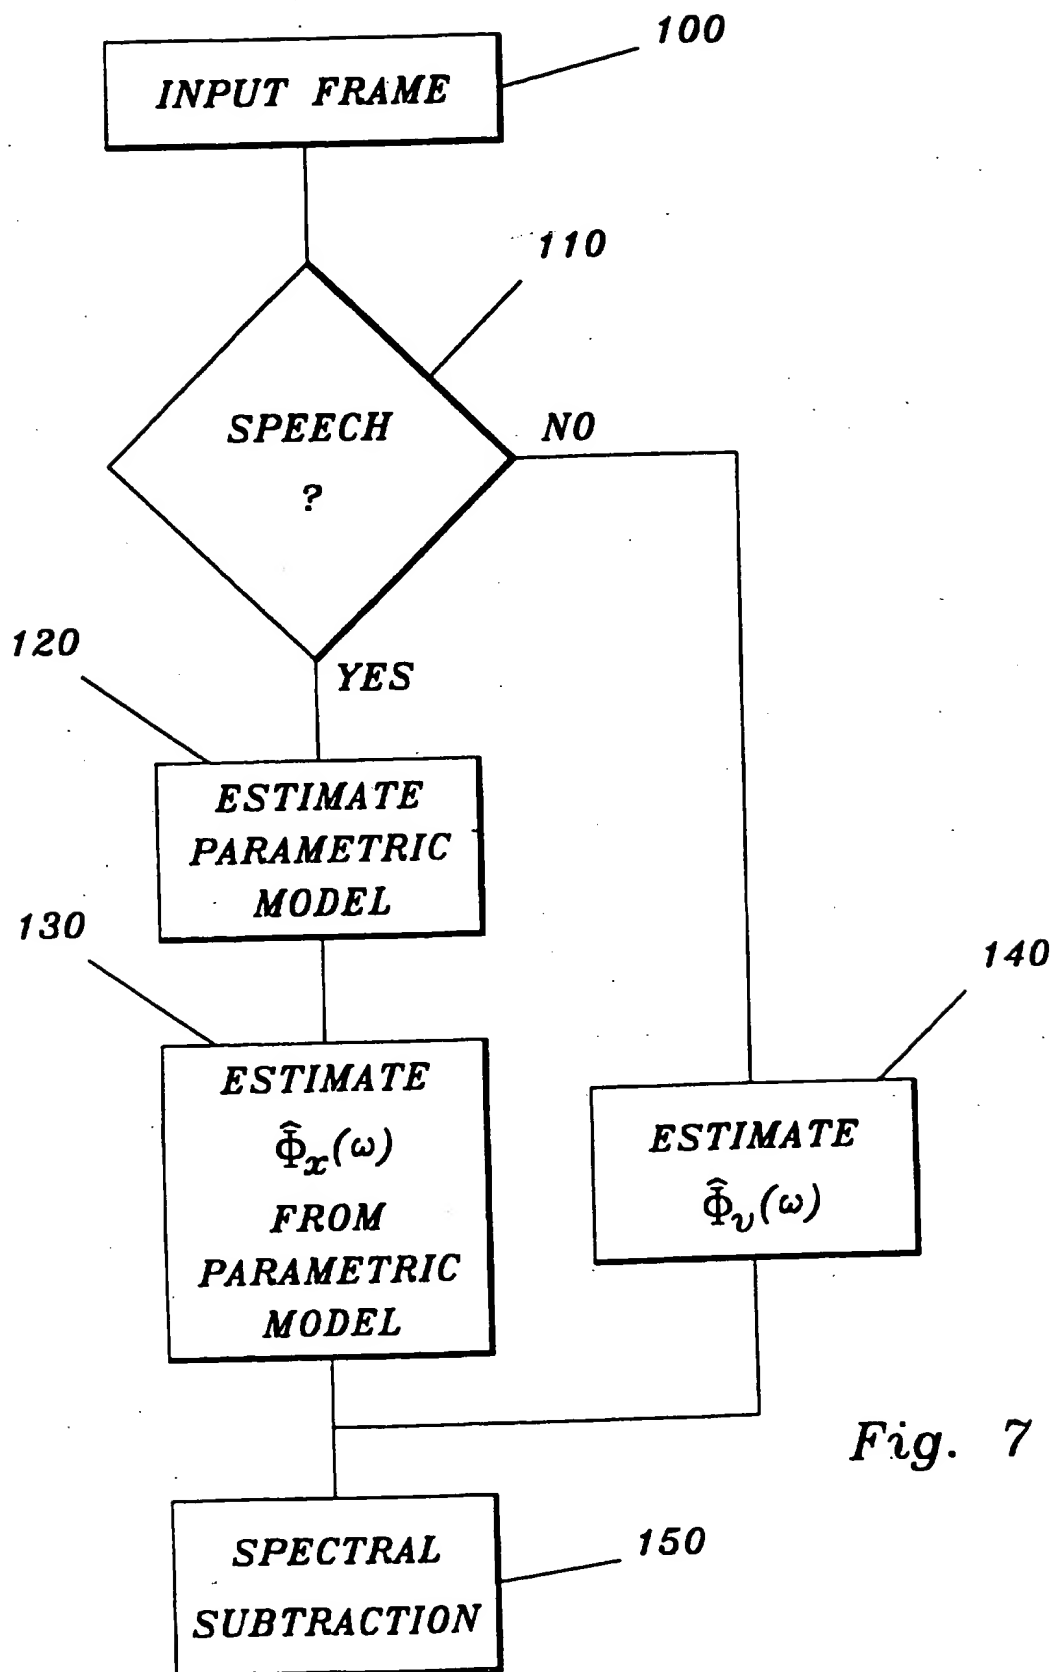 100
INPUT FRAME
110
SPEECH
?
NO
YES
120
ESTIMATE
PARAMETRIC
MODEL
130
ESTIMATE
Φ̂x(ω)
FROM
PARAMETRIC
MODEL
140
ESTIMATE
Φ̂v(ω)
Fig. 7
150
SPECTRAL
SUBTRACTION